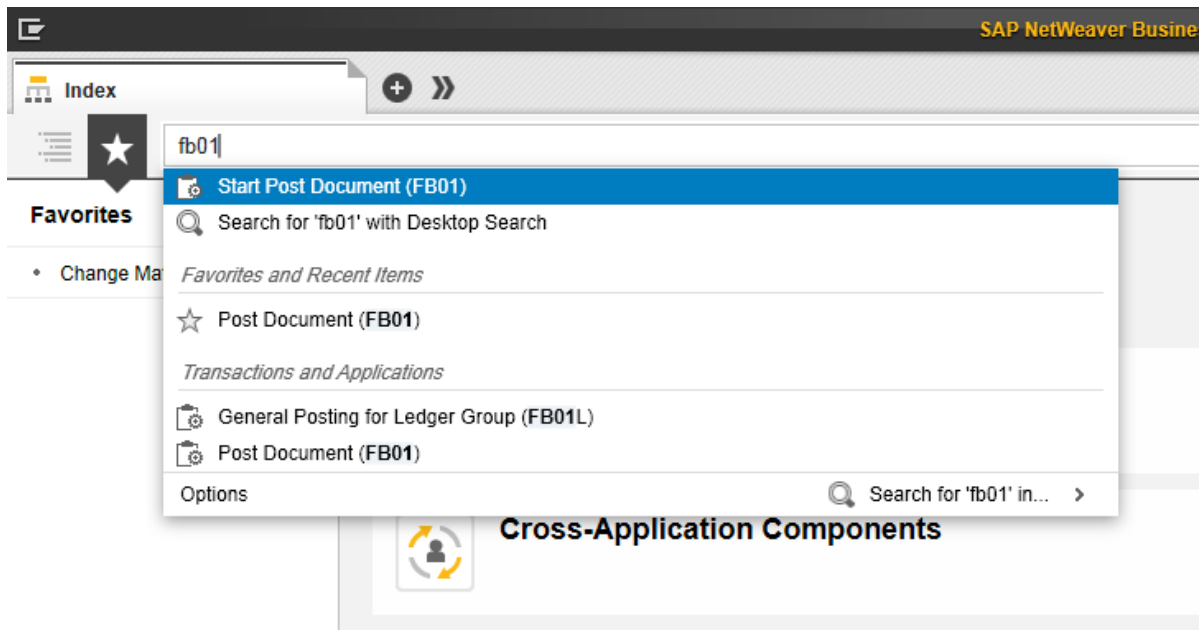 SAP NetWeaver Busine
Index
fb01
Start Post Document (FB01)
Favorites
Search for 'fb01' with Desktop Search
Change Ma
Favorites and Recent Items
Post Document (FB01)
Transactions and Applications
General Posting for Ledger Group (FB01L)
Post Document (FB01)
Options
Search for 'fb01' in...
Cross-Application Components